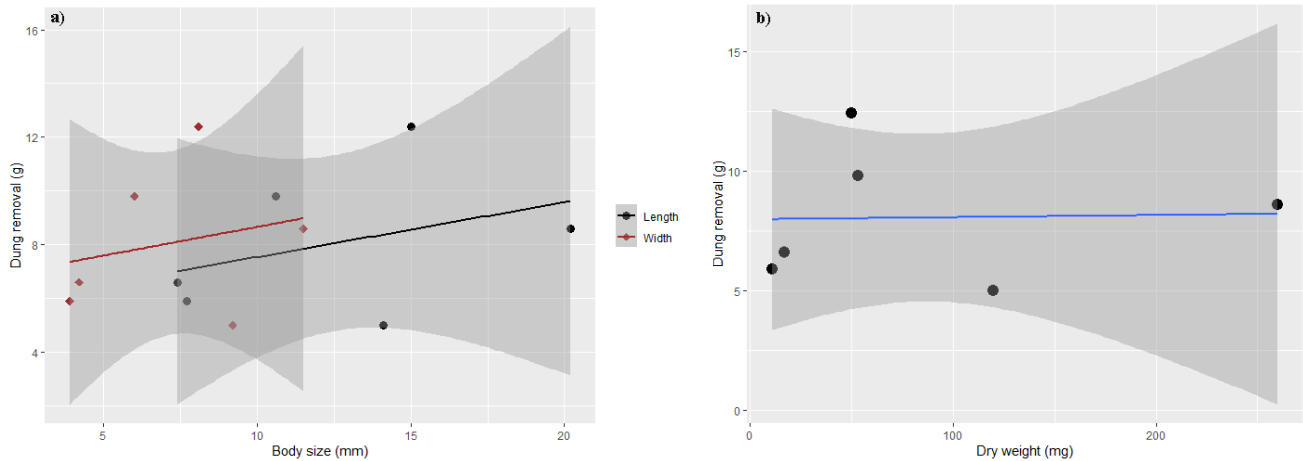 a)
16
12
8
4
Dung removal (g)
5
10
15
20
Body size (mm)
Length
Width
b)
15
10
5
0
Dung removal (g)
0
100
200
Dry weight (mg)